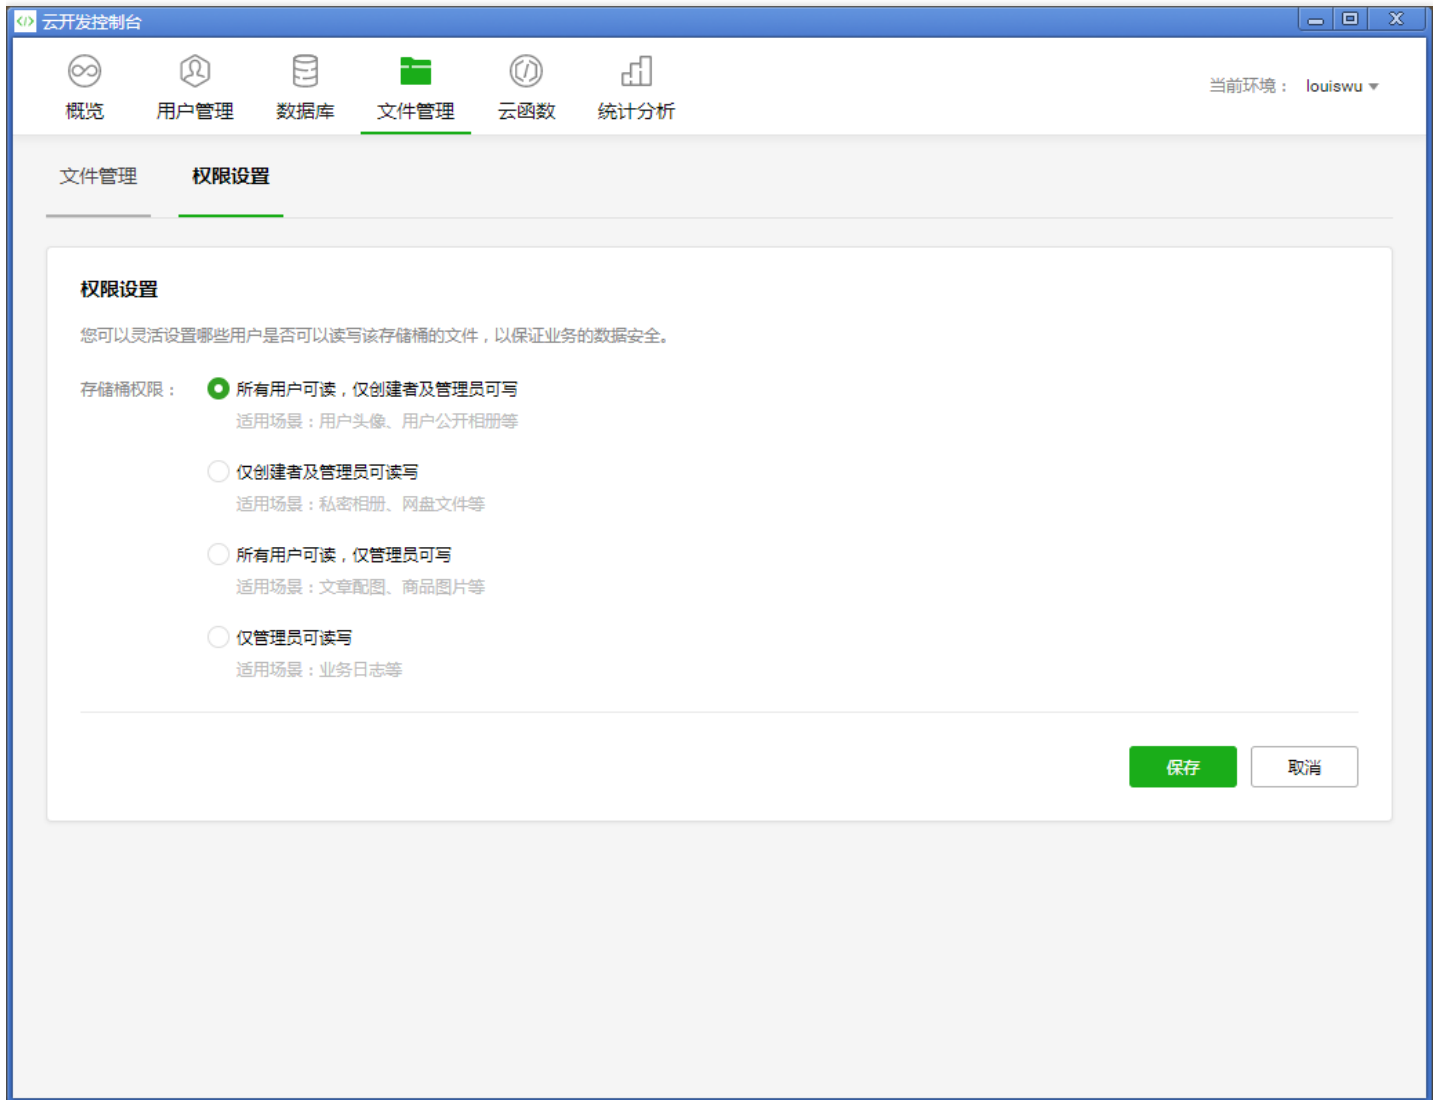 云开发控制台
概览 用户管理 数据库 文件管理 云函数 统计分析 当前环境： louiswu
文件管理 权限设置
权限设置
您可以灵活设置哪些用户是否可以读写该存储桶的文件，以保证业务的数据安全。
存储桶权限： 所有用户可读，仅创建者及管理员可写
适用场景：用户头像、用户公开相册等
仅创建者及管理员可读写
适用场景：私密相册、网盘文件等
所有用户可读，仅管理员可写
适用场景：文章配图、商品图片等
仅管理员可读写
适用场景：业务日志等
保存 取消